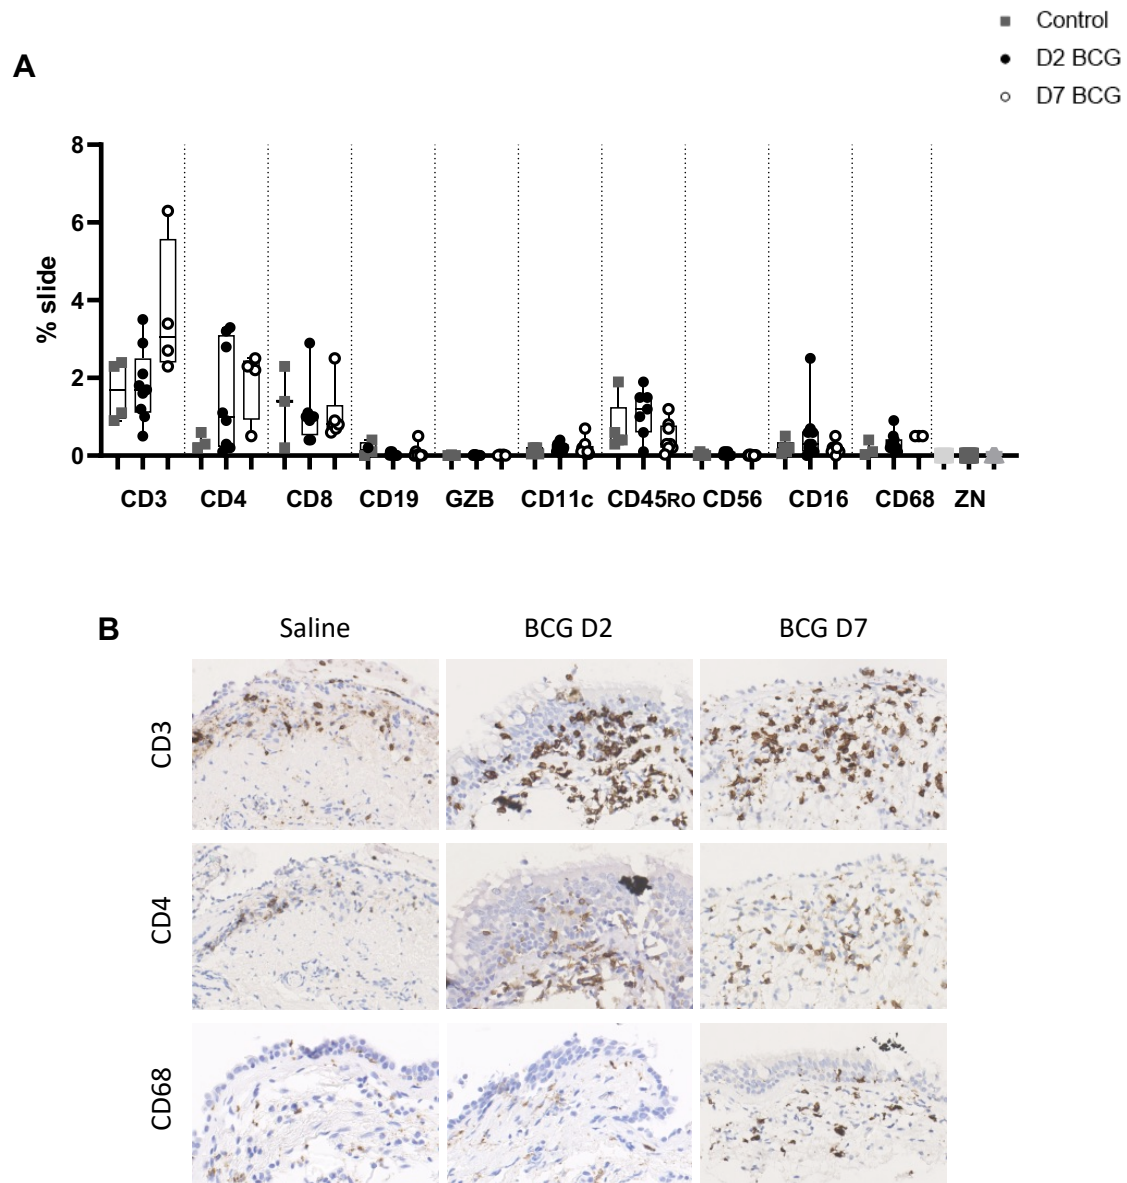 Control
D2 BCG
D7 BCG
A
8
6
4
2
0
% slide
CD3 CD4 CD8 CD19 GZB CD11c CD45RO CD56 CD16 CD68 ZN
B
Saline BCG D2 BCG D7
CD3
CD4
CD68